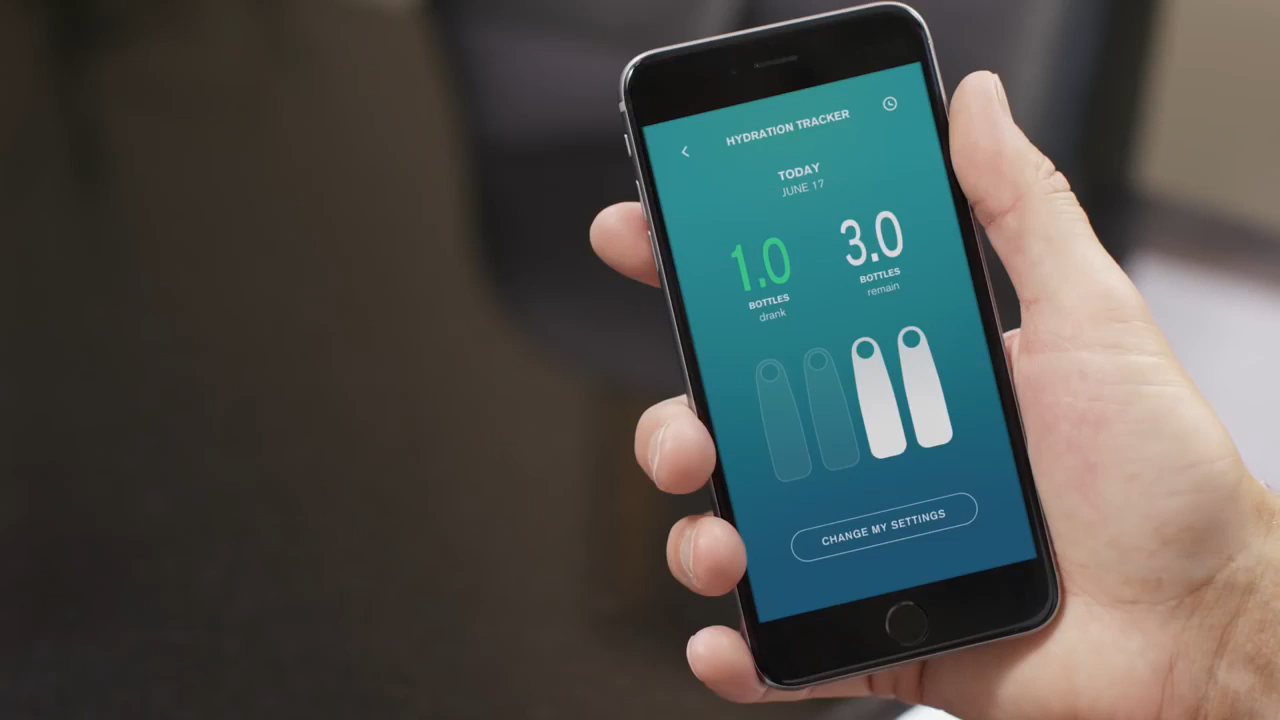 HYDRATION TRACKER
TODAY
JUNE 17
1.0
BOTTLES
drank
3.0
BOTTLES
remain
CHANGE MY SETTINGS